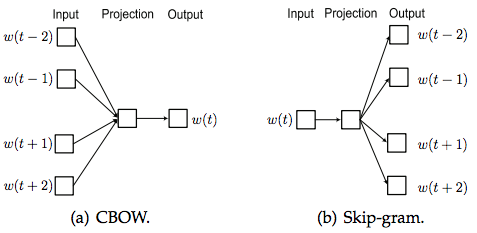 Input Projection Output
w(t − 2)
w(t − 1)
w(t)
w(t + 1)
w(t + 2)
(a) CBOW.
Input Projection Output
w(t − 2)
w(t − 1)
w(t)
w(t + 1)
w(t + 2)
(b) Skip-gram.